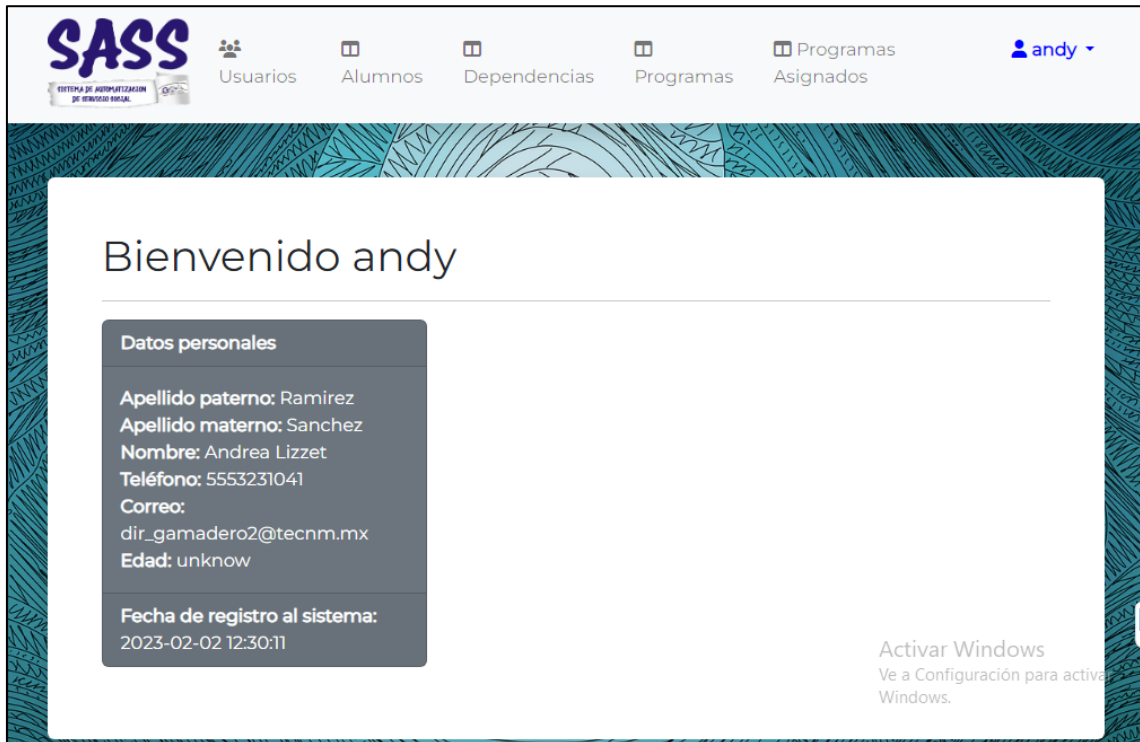 SASS
SISTEMA DE AUTOMATIZACION
DE SERVICIO SOCIAL
Usuarios
Alumnos
Dependencias
Programas
Programas
Asignados
andy
Bienvenido andy
Datos personales
Apellido paterno: Ramirez
Apellido materno: Sanchez
Nombre: Andrea Lizzet
Teléfono: 5553231041
Correo:
dir_gamadero2@tecnm.mx
Edad: unknow
Fecha de registro al sistema:
2023-02-02 12:30:11
Activar Windows
Ve a Configuración para activar
Windows.